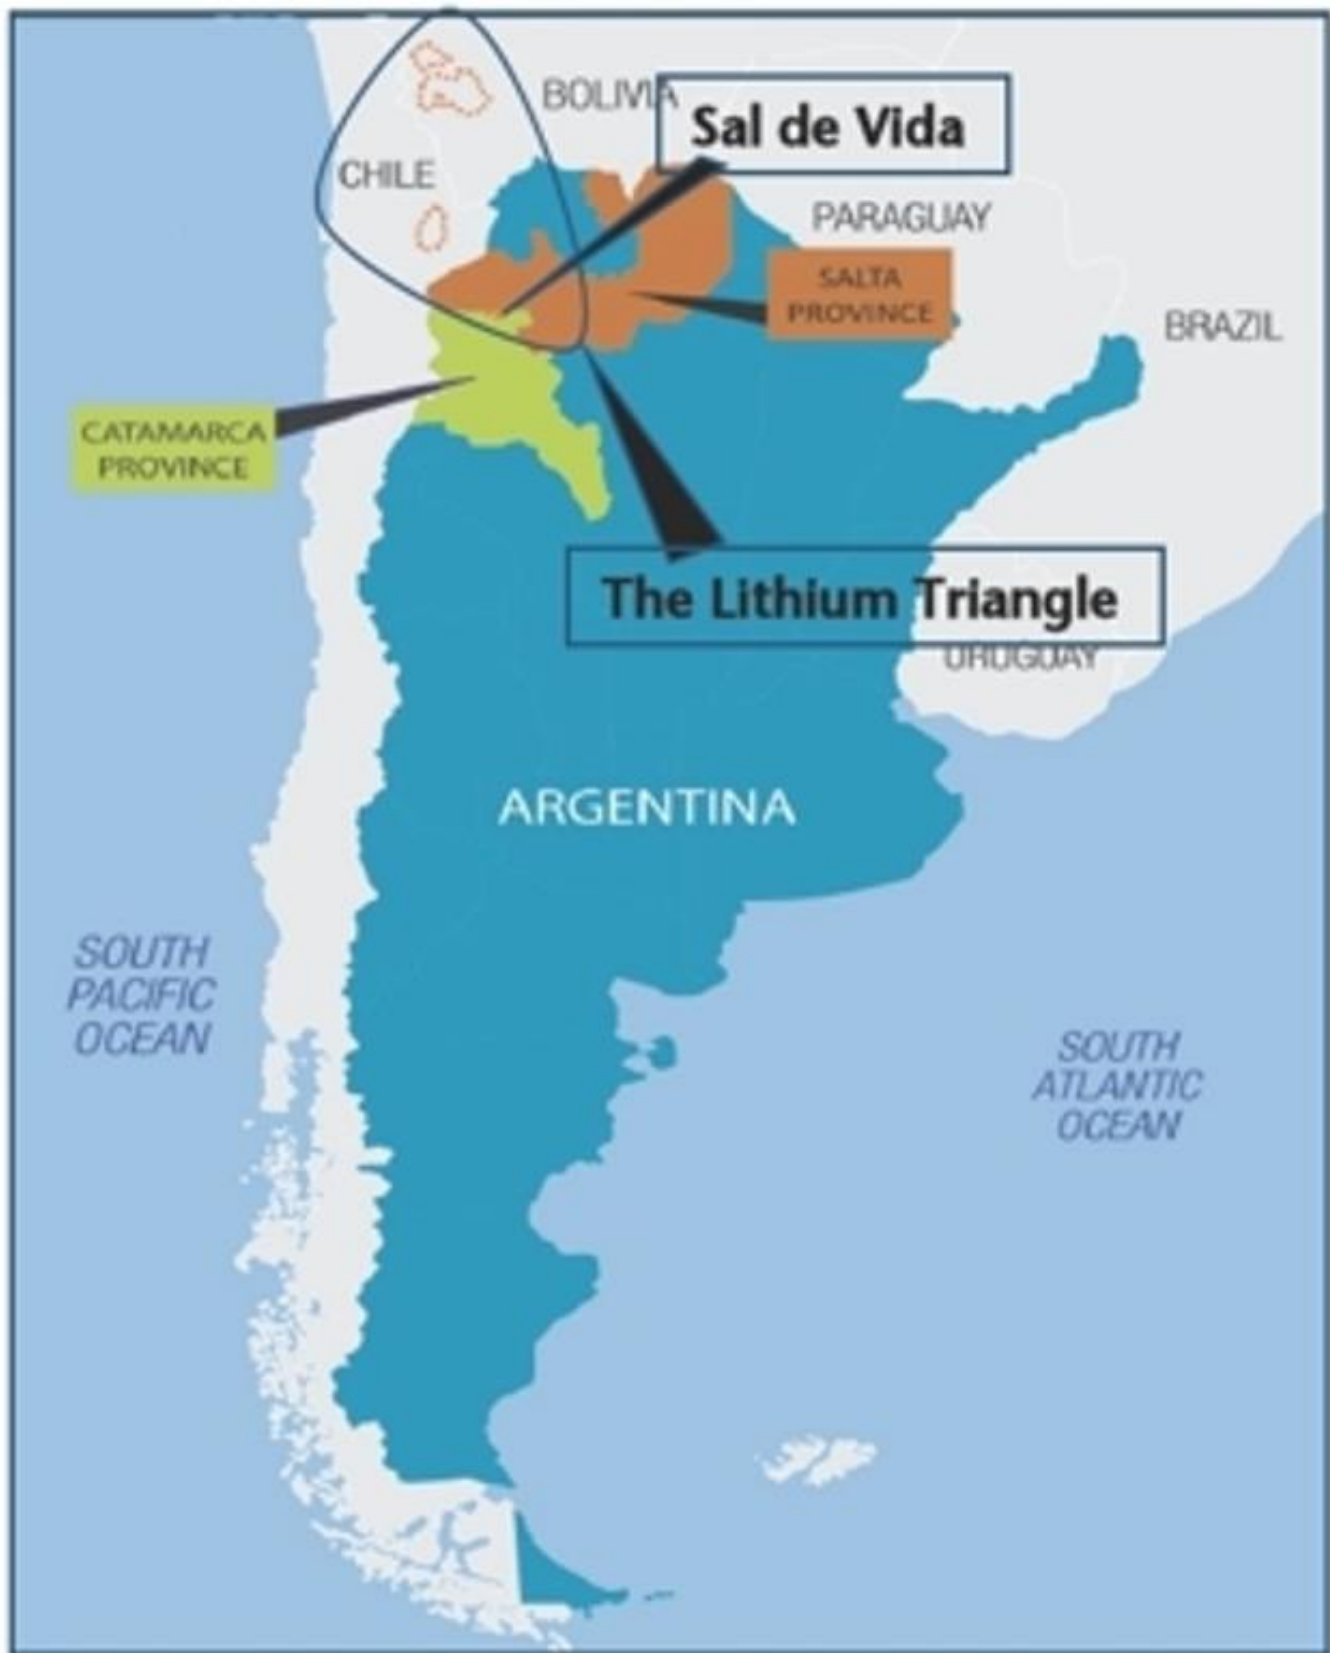 BOLIVIA
Sal de Vida
CHILE
PARAGUAY
SALTA
PROVINCE
BRAZIL
CATAMARCA
PROVINCE
The Lithium Triangle
URUGUAY
ARGENTINA
SOUTH
PACIFIC
OCEAN
SOUTH
ATLANTIC
OCEAN